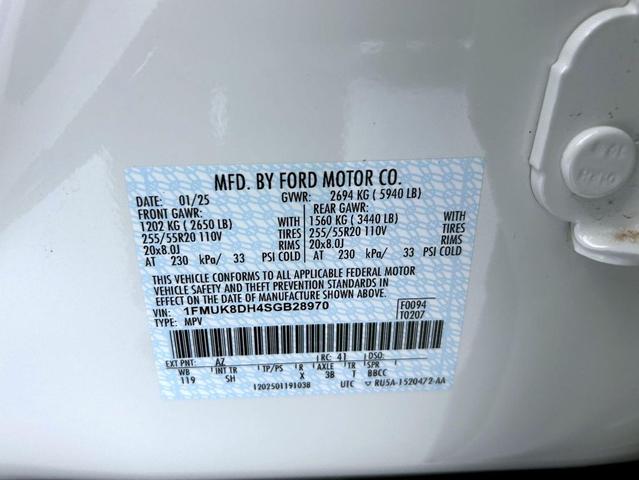 MFD. BY FORD MOTOR CO.
DATE: 01/25 GVWR: 2694 KG ( 5940 LB)
FRONT GAWR: REAR GAWR:
1202 KG ( 2650 LB) WITH 1560 KG ( 3440 LB) WITH
255/55R20 110V TIRES 255/55R20 110V TIRES
20x8.0J RIMS 20x8.0J RIMS
AT 230 kPa/ 33 PSI COLD AT 230 kPa/ 33 PSI COLD
THIS VEHICLE CONFORMS TO ALL APPLICABLE FEDERAL MOTOR
VEHICLE SAFETY AND THEFT PREVENTION STANDARDS IN
EFFECT ON THE DATE OF MANUFACTURE SHOWN ABOVE.
VIN: 1FMUK8DH4SGB28970 F0094
TYPE: MPV T0207
EXT PNT: AZ RC: 41 DSO:
WB INT TR TP/PS R AXLE TR SPR
119 SH X 3B T BBCC
1202501191038 UTC RU5A-1520472-AA